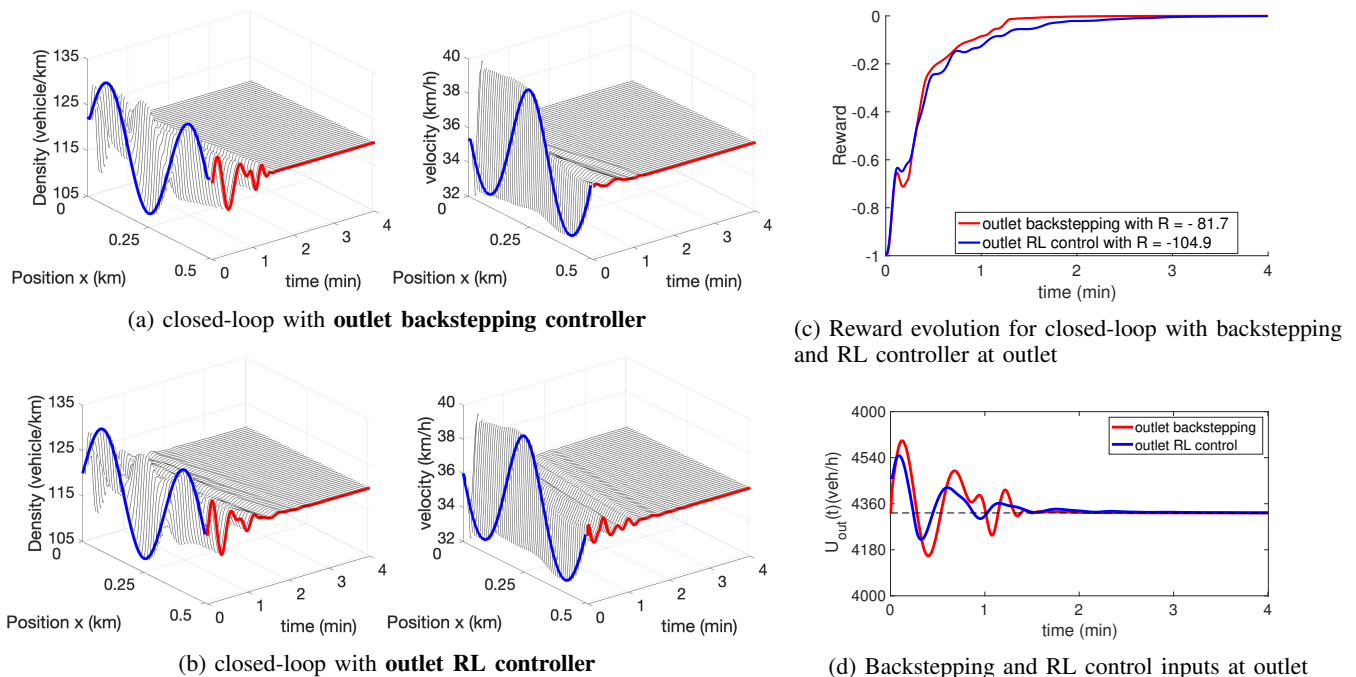 135
125
115
105
0
0.25
0.5
0
1
2
3
4
Density (vehicle/km)
Position x (km)
time (min)
40
38
36
34
32
0
0.25
0.5
0
1
2
3
4
velocity (km/h)
Position x (km)
time (min)
(a) closed-loop with outlet backstepping controller
135
125
115
105
0
0.25
0.5
0
1
2
3
4
Density (vehicle/km)
Position x (km)
time (min)
40
38
36
34
32
0
0.25
0.5
0
1
2
3
4
velocity (km/h)
Position x (km)
time (min)
(b) closed-loop with outlet RL controller
0
-0.2
-0.4
-0.6
-0.8
-1
Reward
outlet backstepping with R = - 81.7
outlet RL control with R = -104.9
0
1
2
3
4
time (min)
(c) Reward evolution for closed-loop with backstepping
and RL controller at outlet
4000
4540
4360
4180
4000
U_out(t)(veh/h)
outlet backstepping
outlet RL control
0
1
2
3
4
time (min)
(d) Backstepping and RL control inputs at outlet